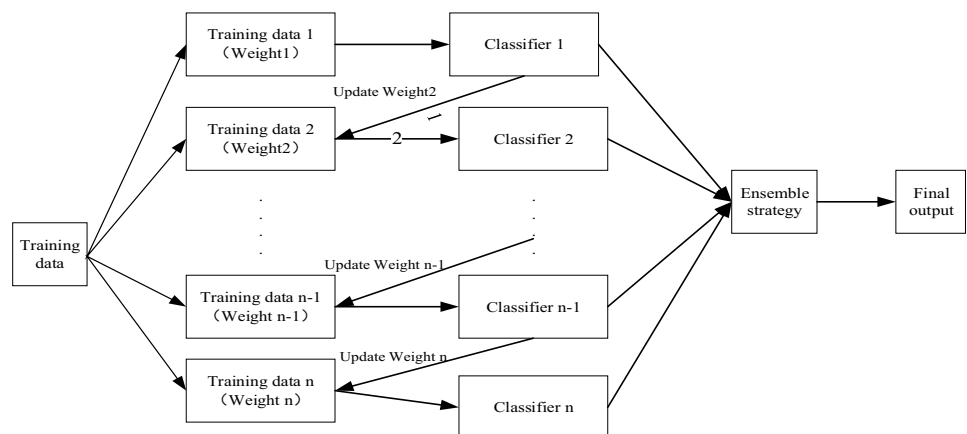 Training data 1
（Weight1）
Classifier 1
Update Weight2
1
Training data 2
（Weight2）
2
Classifier 2
Ensemble
strategy
Final
output
Training
data
Update Weight n-1
Training data n-1
（Weight n-1）
Classifier n-1
Update Weight n
Training data n
（Weight n）
Classifier n